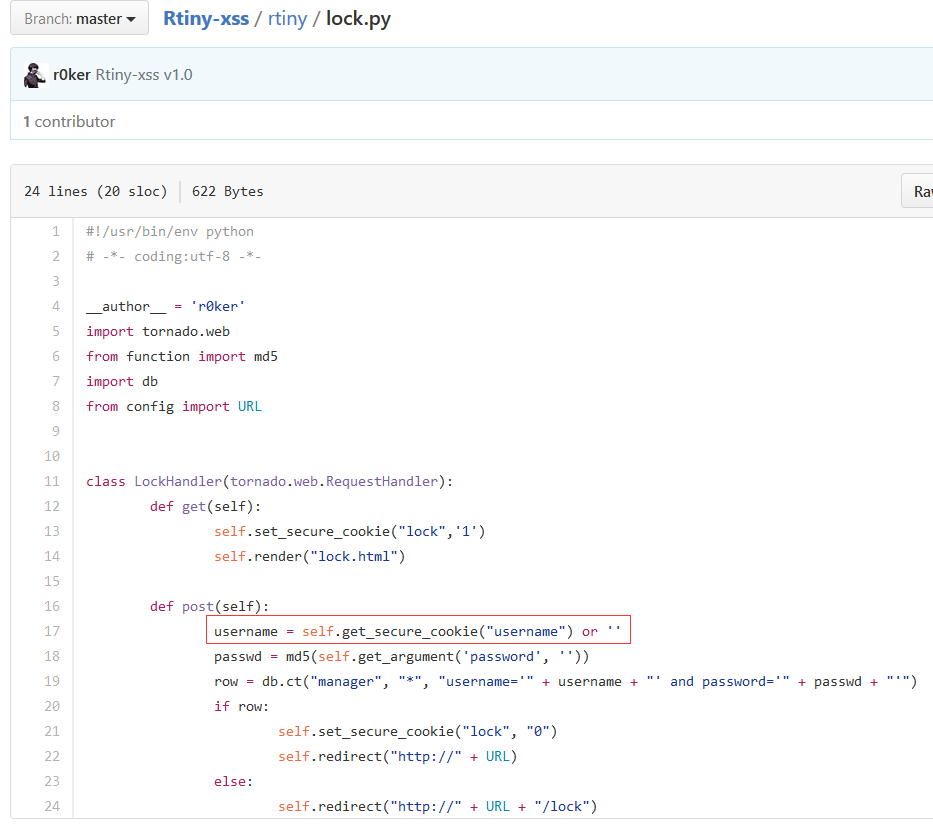 Branch: master Rtiny-xss / rtiny / lock.py
r0ker Rtiny-xss v1.0
1 contributor
24 lines (20 sloc) 622 Bytes
1 #!/usr/bin/env python
2 # -*- coding:utf-8 -*-
3
4 __author__ = 'r0ker'
5 import tornado.web
6 from function import md5
7 import db
8 from config import URL
9
10
11 class LockHandler(tornado.web.RequestHandler):
12 def get(self):
13 self.set_secure_cookie("lock",'1')
14 self.render("lock.html")
15
16 def post(self):
17 username = self.get_secure_cookie("username") or ''
18 passwd = md5(self.get_argument('password', ''))
19 row = db.ct("manager", "*", "username='" + username + "' and password='" + passwd + "'")
20 if row:
21 self.set_secure_cookie("lock", "0")
22 self.redirect("http://" + URL)
23 else:
24 self.redirect("http://" + URL + "/lock")